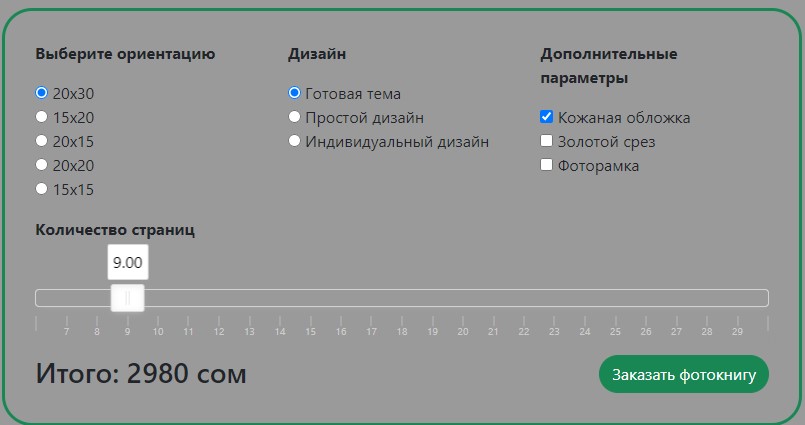 Выберите ориентацию
20x30
15x20
20x15
20x20
15x15
Дизайн
Готовая тема
Простой дизайн
Индивидуальный дизайн
Дополнительные
параметры
Кожаная обложка
Золотой срез
Фоторамка
Количество страниц
9.00
7 8 9 10 11 12 13 14 15 16 17 18 19 20 21 22 23 24 25 26 27 28 29
Итого: 2980 сом
Заказать фотокнигу